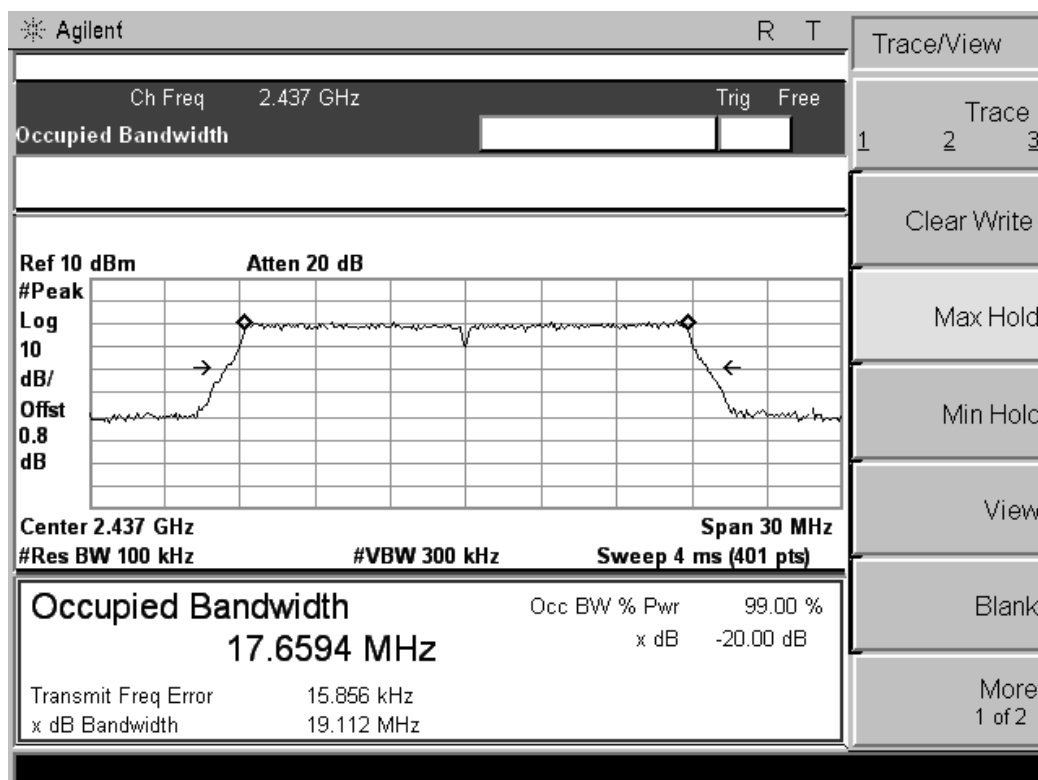 Agilent R T
Ch Freq 2.437 GHz Trig Free
Occupied Bandwidth
Ref 10 dBm Atten 20 dB
#Peak
Log
10
dB/
Offst
0.8
dB
Center 2.437 GHz Span 30 MHz
#Res BW 100 kHz #VBW 300 kHz Sweep 4 ms (401 pts)
Occupied Bandwidth
17.6594 MHz
Occ BW % Pwr 99.00 %
x dB -20.00 dB
Transmit Freq Error 15.856 kHz
x dB Bandwidth 19.112 MHz
Trace/View
Trace
1 2 3
Clear Write
Max Hold
Min Hold
View
Blank
More
1 of 2